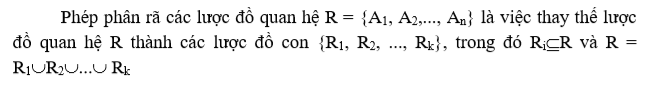 Phép phân rã các lược đồ quan hệ R = {A₁, A₂,..., Aₙ} là việc thay thế lược
đồ quan hệ R thành các lược đồ con {R₁, R₂, ..., Rₖ}, trong đó Rᵢ⊆R và R =
R₁∪R₂∪...∪ Rₖ